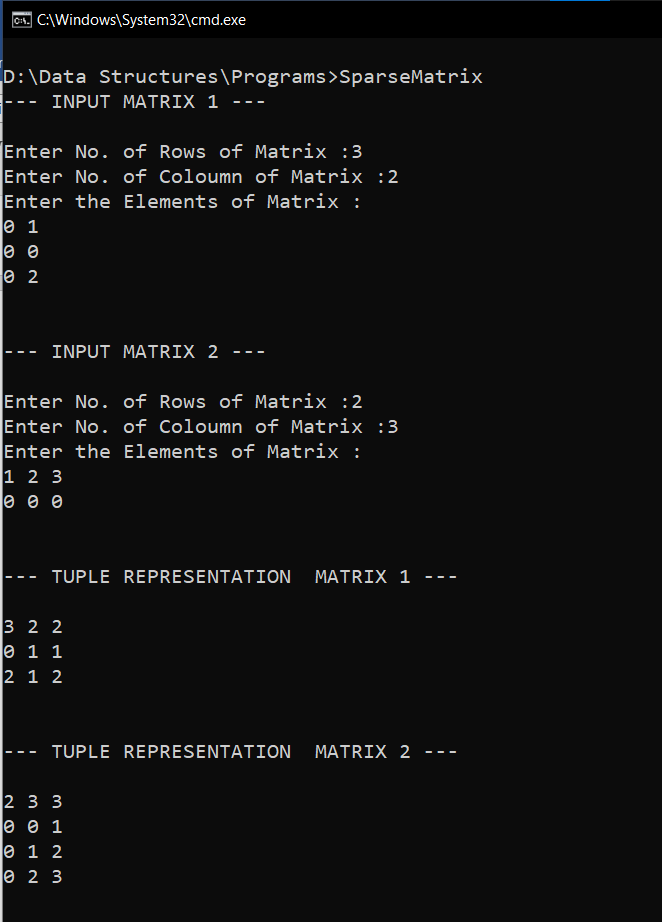 C:\Windows\System32\cmd.exe
D:\Data Structures\Programs>SparseMatrix
--- INPUT MATRIX 1 ---
Enter No. of Rows of Matrix :3
Enter No. of Coloumn of Matrix :2
Enter the Elements of Matrix :
0 1
0 0
0 2
--- INPUT MATRIX 2 ---
Enter No. of Rows of Matrix :2
Enter No. of Coloumn of Matrix :3
Enter the Elements of Matrix :
1 2 3
0 0 0
--- TUPLE REPRESENTATION  MATRIX 1 ---
3 2 2
0 1 1
2 1 2
--- TUPLE REPRESENTATION  MATRIX 2 ---
2 3 3
0 0 1
0 1 2
0 2 3